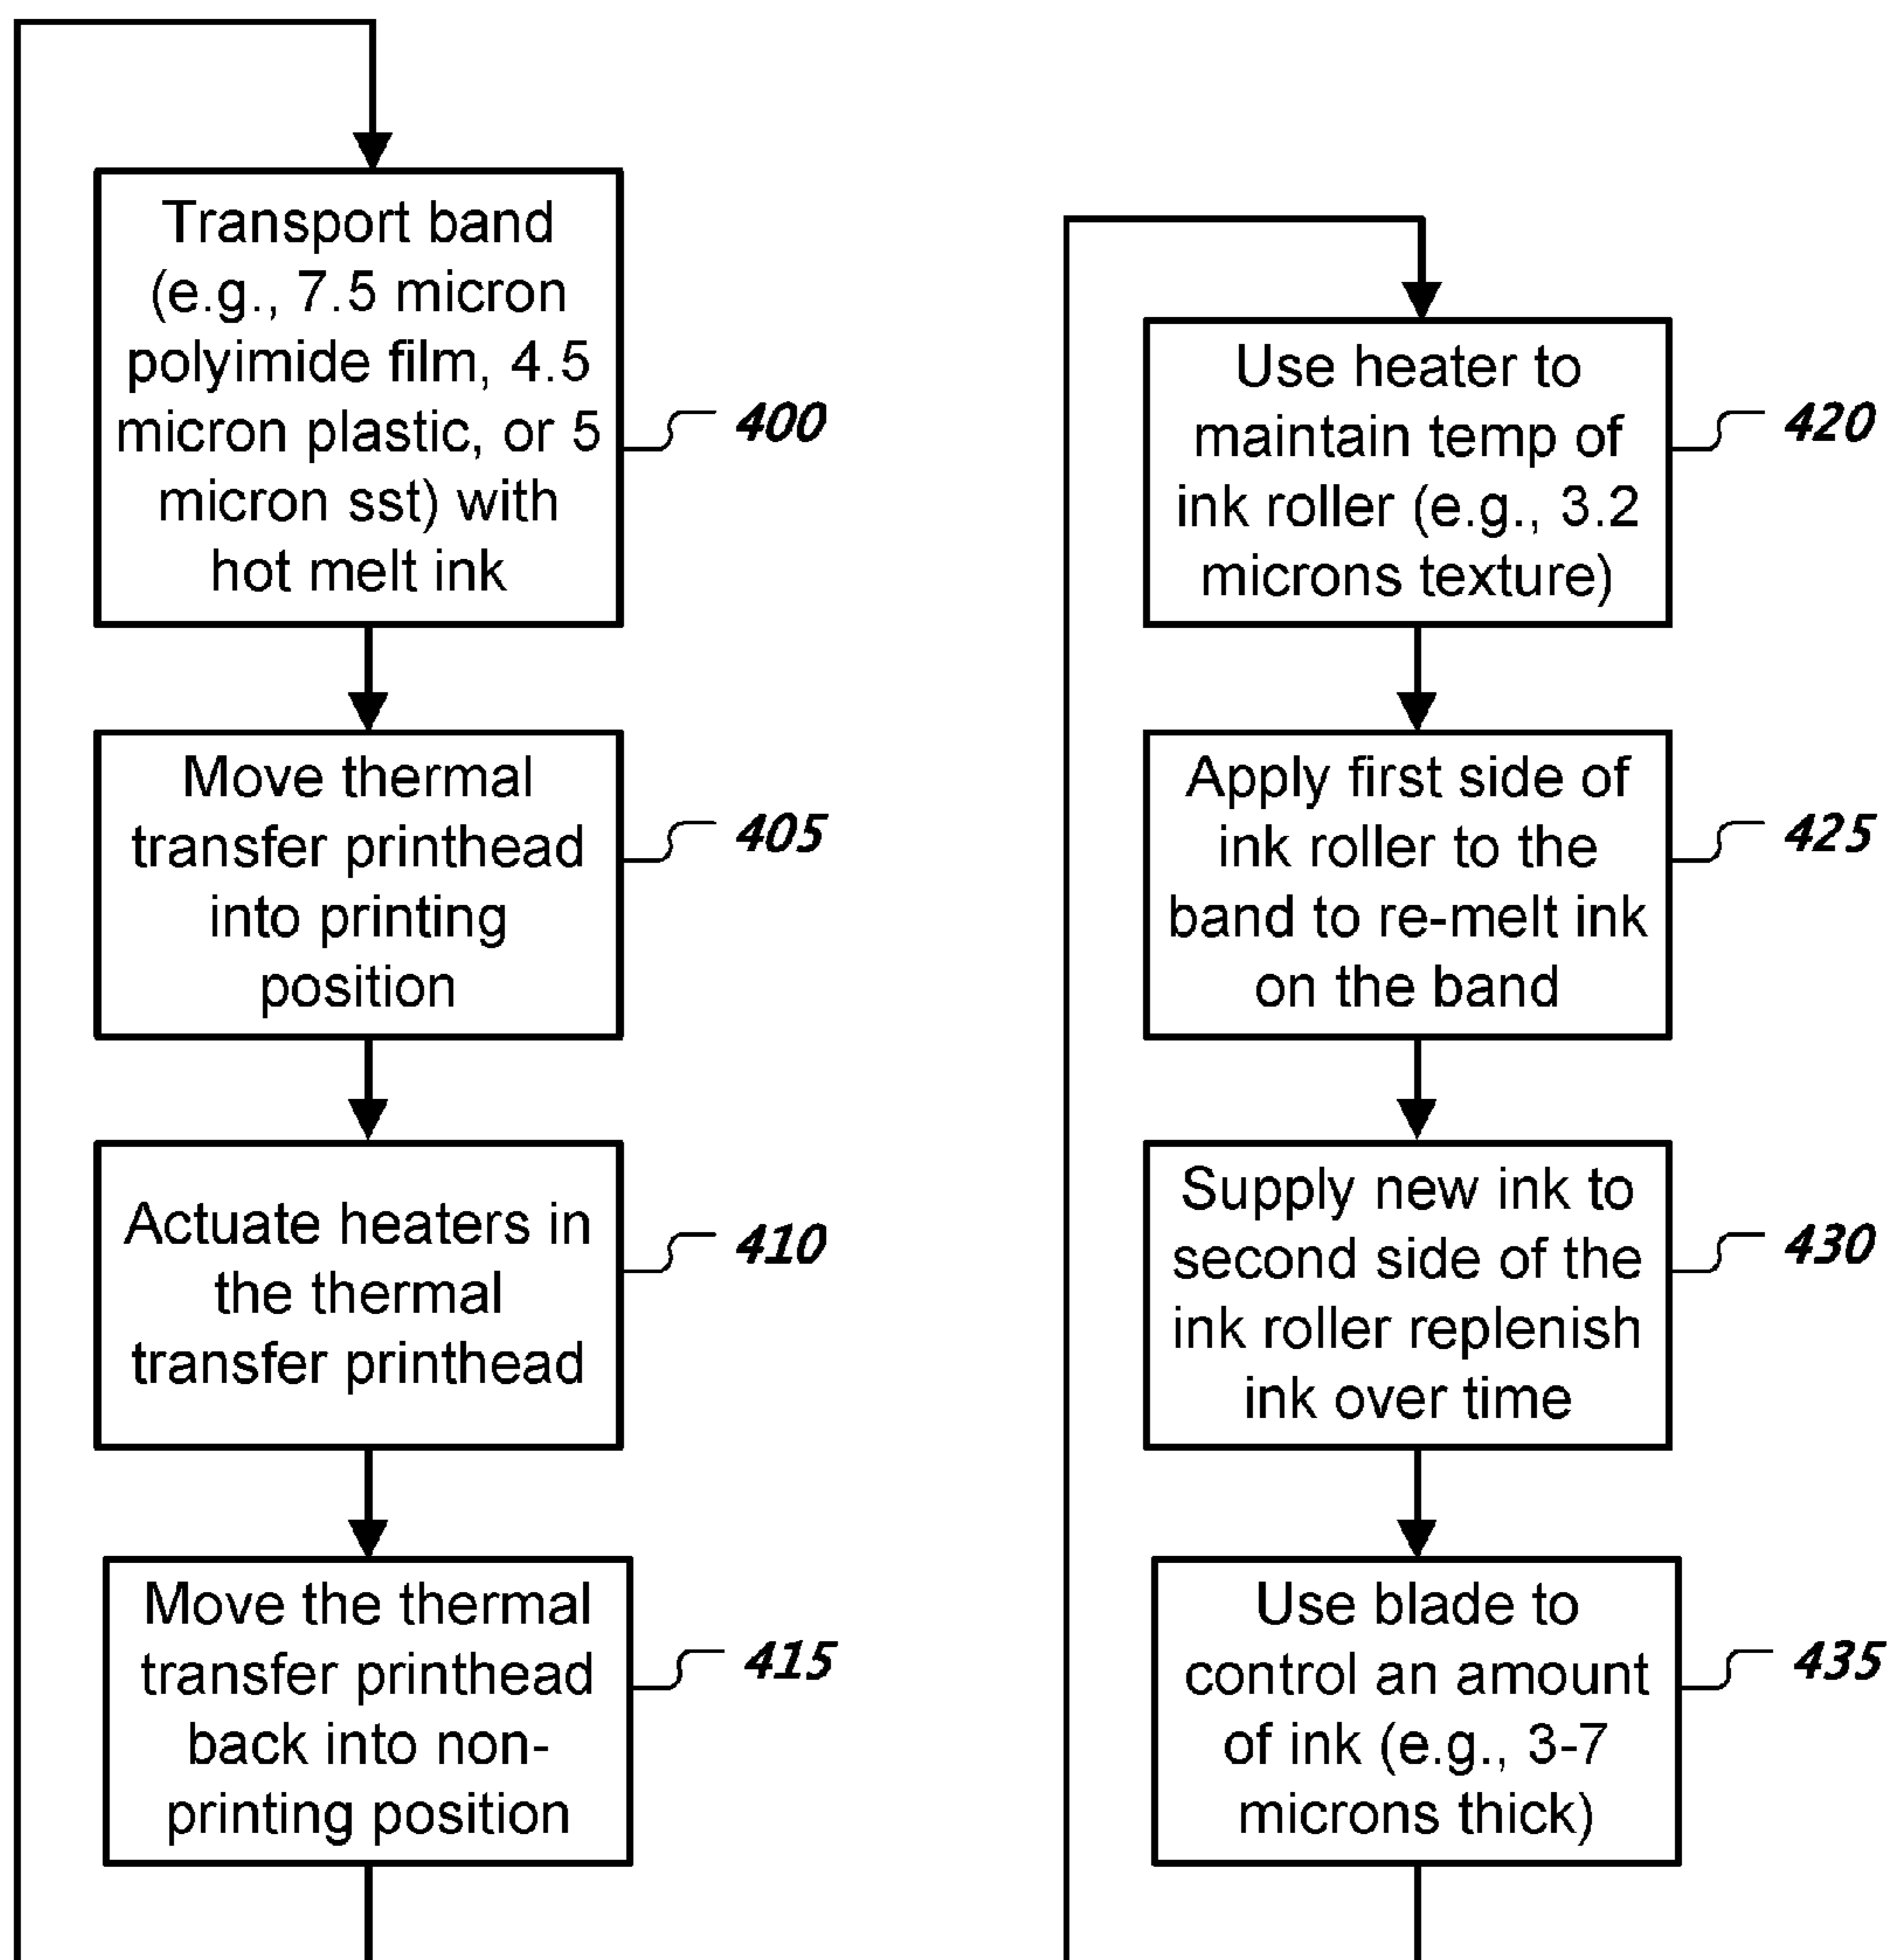 Transport band
(e.g., 7.5 micron
polyimide film, 4.5
micron plastic, or 5
micron sst) with
hot melt ink
400
Move thermal
transfer printhead
into printing
position
405
Actuate heaters in
the thermal
transfer printhead
410
Move the thermal
transfer printhead
back into non-
printing position
415
Use heater to
maintain temp of
ink roller (e.g., 3.2
microns texture)
420
Apply first side of
ink roller to the
band to re-melt ink
on the band
425
Supply new ink to
second side of the
ink roller replenish
ink over time
430
Use blade to
control an amount
of ink (e.g., 3-7
microns thick)
435